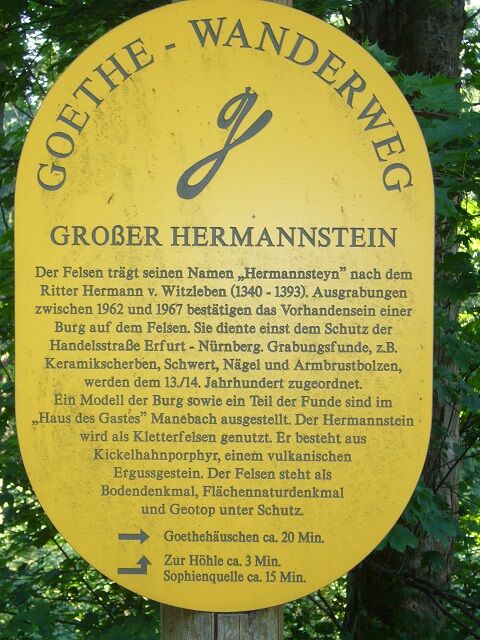 GOETHE - WANDERWEG
g
GROßER HERMANNSTEIN
Der Felsen trägt seinen Namen „Hermannsteyn” nach dem
Ritter Hermann v. Witzleben (1340 - 1393). Ausgrabungen
zwischen 1962 und 1967 bestätigen das Vorhandensein einer
Burg auf dem Felsen. Sie diente einst dem Schutz der
Handelsstraße Erfurt - Nürnberg. Grabungsfunde, z.B.
Keramikscherben, Schwert, Nägel und Armbrustbolzen,
werden dem 13./14. Jahrhundert zugeordnet.
Ein Modell der Burg sowie ein Teil der Funde sind im
„Haus des Gastes” Manebach ausgestellt. Der Hermannstein
wird als Kletterfelsen genutzt. Er besteht aus
Kickelhahnporphyr, einem vulkanischen
Ergussgestein. Der Felsen steht als
Bodendenkmal, Flächennaturdenkmal
und Geotop unter Schutz.
Goethehäuschen ca. 20 Min.
Zur Höhle ca. 3 Min.
Sophienquelle ca. 15 Min.